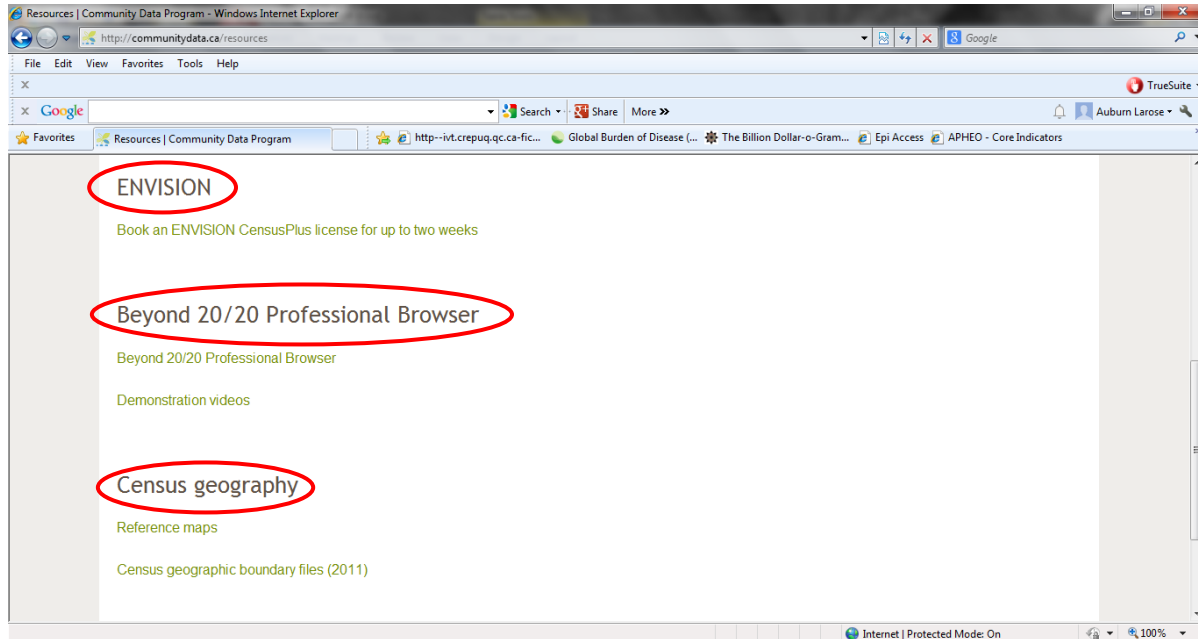 Resources | Community Data Program - Windows Internet Explorer
http://communitydata.ca/resources
Google
File Edit View Favorites Tools Help
x TrueSuite
x Google Search Share More >> Auburn Larose
Favorites Resources | Community Data Program http--ivt.crepuq.qc.ca-fic... Global Burden of Disease (... The Billion Dollar-o-Gram... Epi Access APHEO - Core Indicators
ENVISION
Book an ENVISION CensusPlus license for up to two weeks
Beyond 20/20 Professional Browser
Beyond 20/20 Professional Browser
Demonstration videos
Census geography
Reference maps
Census geographic boundary files (2011)
Internet | Protected Mode: On 100%